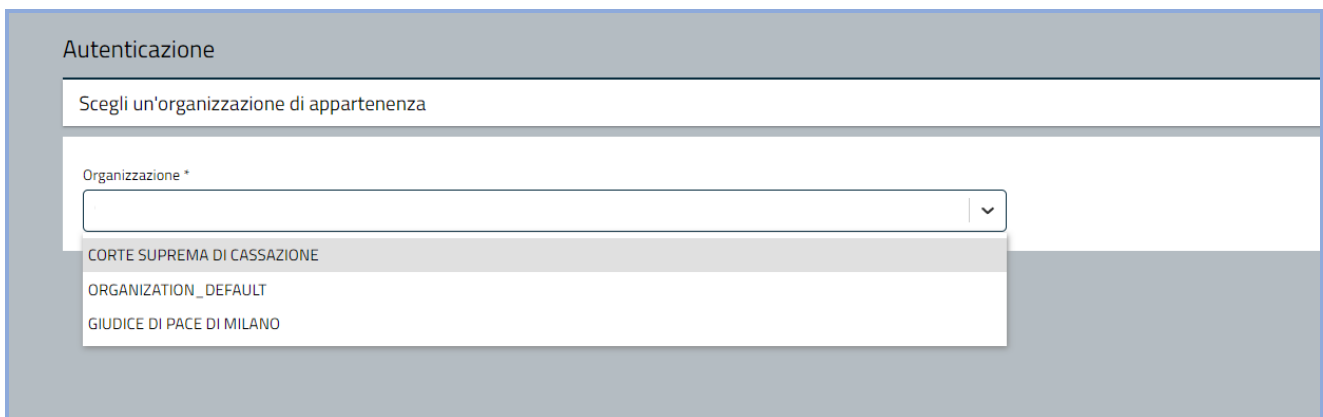 Autenticazione
Scegli un'organizzazione di appartenenza
Organizzazione *
CORTE SUPREMA DI CASSAZIONE
ORGANIZATION_DEFAULT
GIUDICE DI PACE DI MILANO